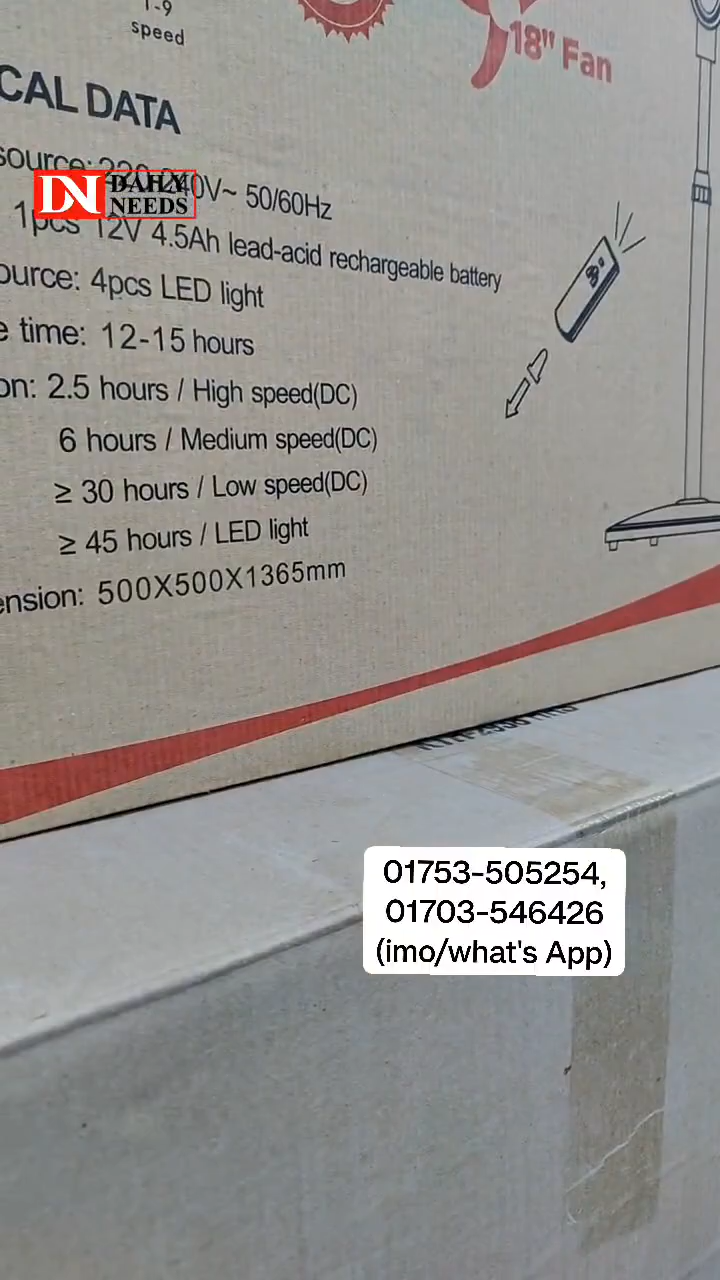 1-9
speed
18" Fan
CAL DATA
source: 220-240V~ 50/60Hz
DAILY
NEEDS
1pcs 12V 4.5Ah lead-acid rechargeable battery
ource: 4pcs LED light
e time: 12-15 hours
on: 2.5 hours / High speed(DC)
6 hours / Medium speed(DC)
≥ 30 hours / Low speed(DC)
≥ 45 hours / LED light
ension: 500X500X1365mm
01753-505254,
01703-546426
(imo/what's App)